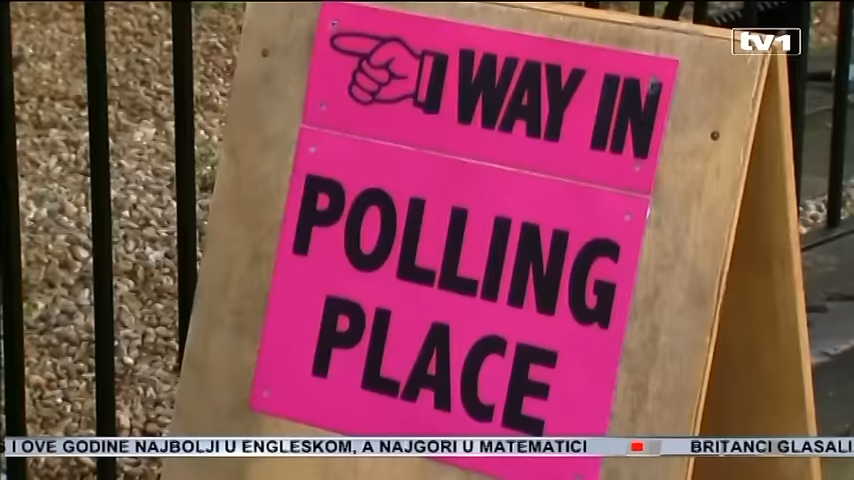 tv1
WAY IN
POLLING
PLACE
I OVE GODINE NAJBOLJI U ENGLESKOM, A NAJGORI U MATEMATICI
BRITANCI GLASALI